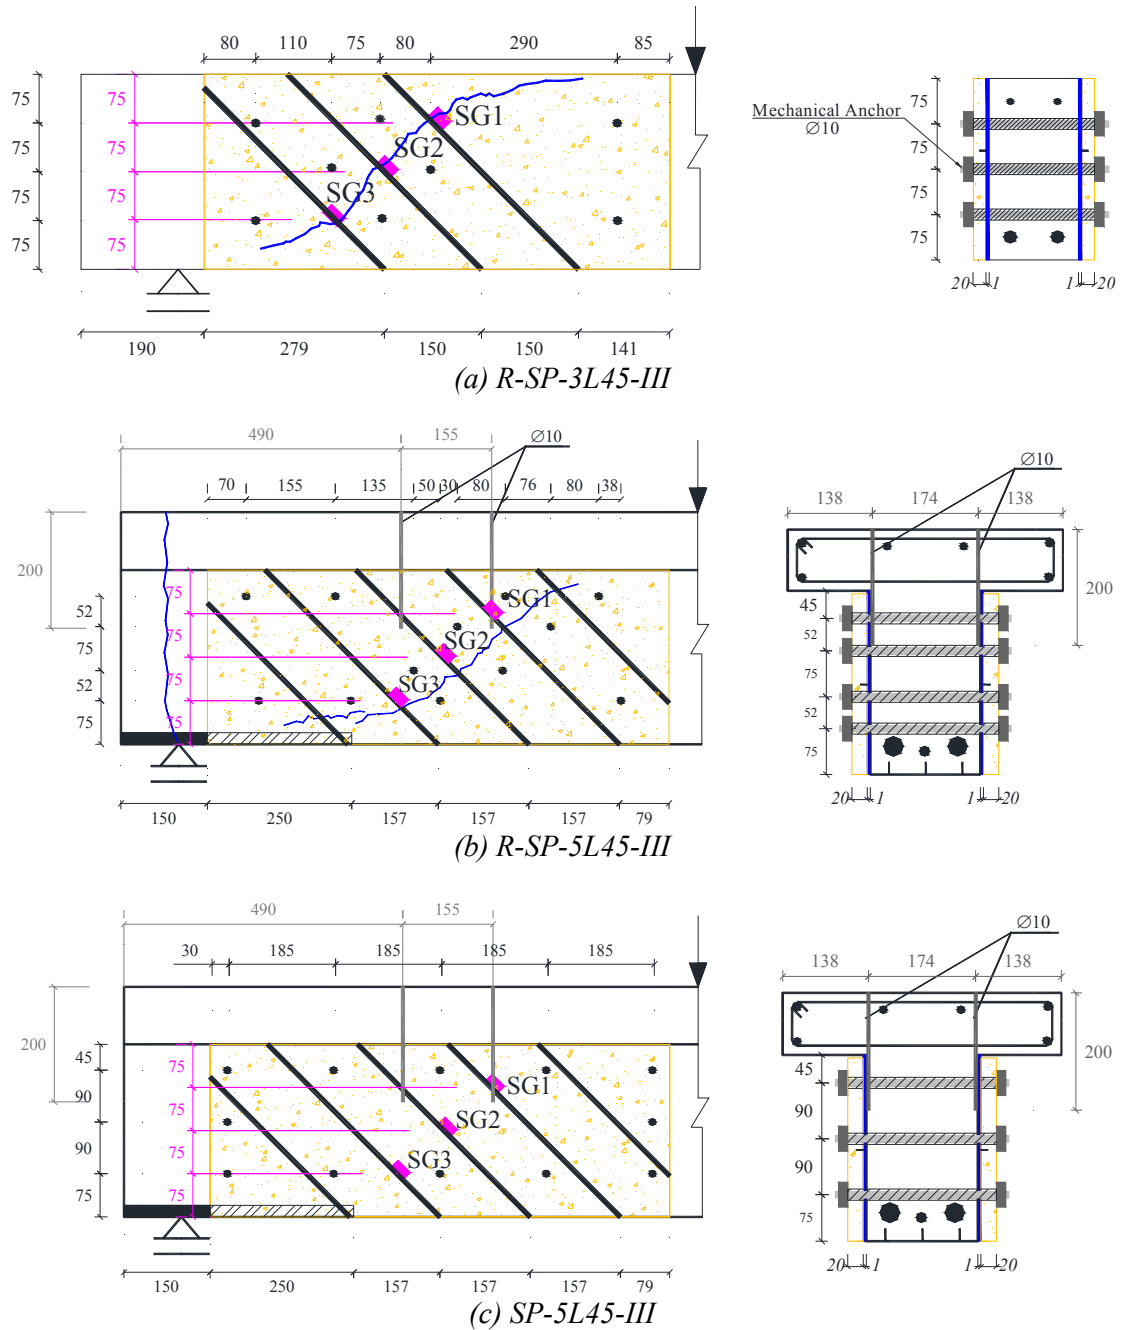 80 110 75 80 290 85
75 75
75 75
75 75
75 75
SG1
SG2
SG3
190 279 150 150 141
Mechanical Anchor
Ø10
75
75
75
20 1 1 20
(a) R-SP-3L45-III
490 155 Ø10
70 155 135 50 30 80 76 80 38
200
52 75
75 75
52 75
75 75
SG1
SG2
SG3
150 250 157 157 157 79
Ø10
138 174 138
45
52
75
52
75
200
20 1 1 20
(b) R-SP-5L45-III
490 155
30 185 185 185 185
200
45
90 75
75
90 75
75 75
SG1
SG2
SG3
150 250 157 157 157 79
Ø10
138 174 138
45
90
90
75
200
20 1 1 20
(c) SP-5L45-III